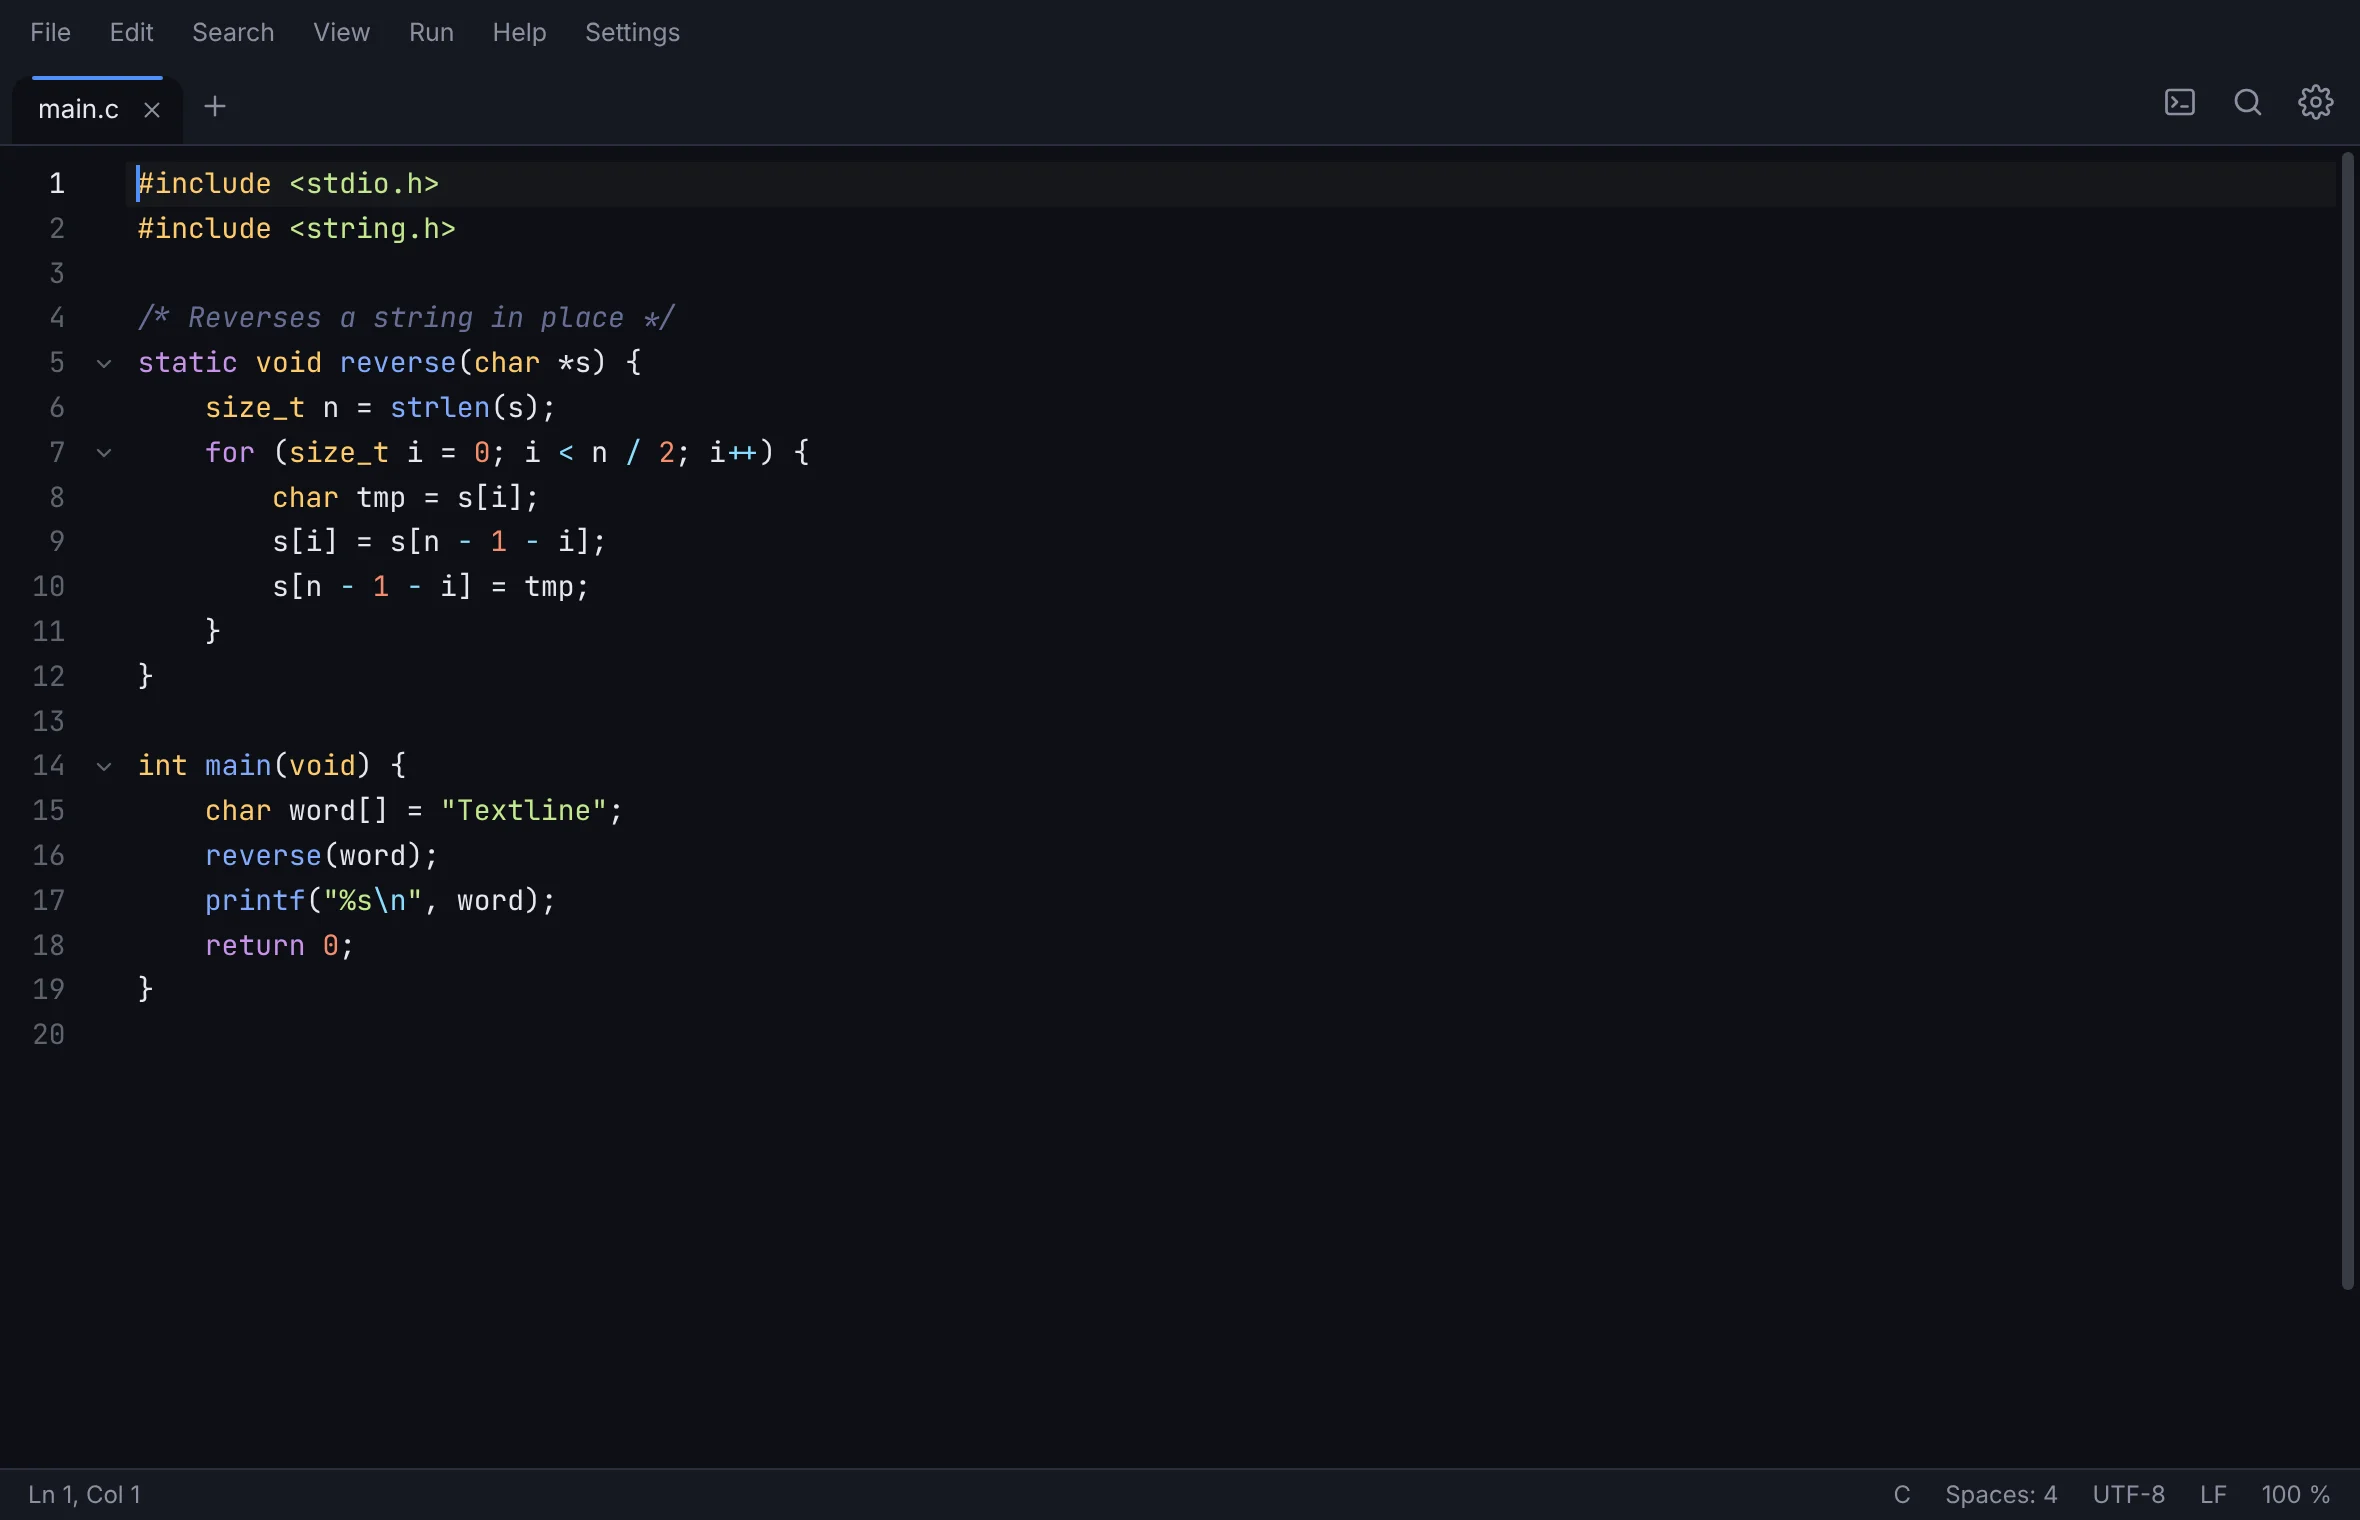 File Edit Search View Run Help Settings
main.c
1 #include <stdio.h>
2 #include <string.h>
3
4 /* Reverses a string in place */
5 static void reverse(char *s) {
6     size_t n = strlen(s);
7     for (size_t i = 0; i < n / 2; i++) {
8         char tmp = s[i];
9         s[i] = s[n - 1 - i];
10         s[n - 1 - i] = tmp;
11     }
12 }
13
14 int main(void) {
15     char word[] = "Textline";
16     reverse(word);
17     printf("%s\n", word);
18     return 0;
19 }
20
Ln 1, Col 1 C Spaces: 4 UTF-8 LF 100 %